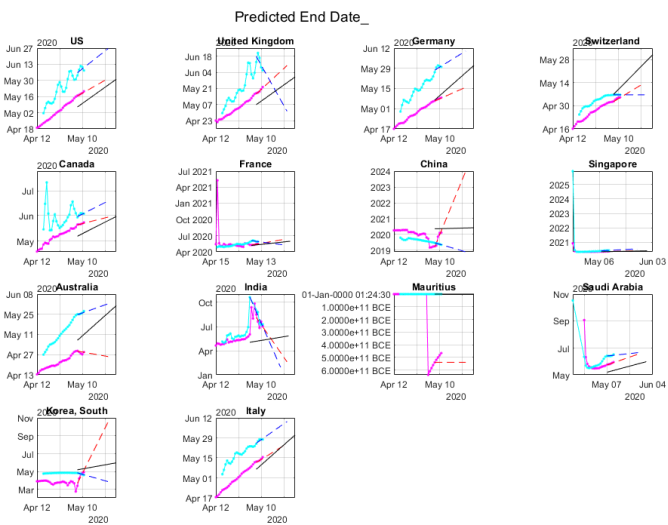 Predicted End Date_
2020
US
Jun 27
Jun 13
May 30
May 16
May 02
Apr 18
Apr 12
May 10
2020
2020
United Kingdom
Jun 18
Jun 04
May 21
May 07
Apr 23
Apr 12
May 10
2020
2020
Germany
Jun 12
May 29
May 15
May 01
Apr 17
Apr 12
May 10
2020
2020
Switzerland
May 28
May 14
Apr 30
Apr 16
Apr 12
May 10
2020
2020
Canada
Jul
Jun
May
Apr 12
May 10
2020
France
Jul 2021
Apr 2021
Jan 2021
Oct 2020
Jul 2020
Apr 2020
Apr 15
May 13
2020
China
2024
2023
2022
2021
2020
2019
Apr 12
May 10
2020
Singapore
2025
2024
2023
2022
2021
May 06
Jun 03
2020
2020
Australia
Jun 08
May 25
May 11
Apr 27
Apr 13
Apr 12
May 10
2020
2020
India
Oct
Jul
Apr
Jan
Apr 12
May 10
2020
Mauritius
01-Jan-0000 01:24:30
1.0000e+11 BCE
2.0000e+11 BCE
3.0000e+11 BCE
4.0000e+11 BCE
5.0000e+11 BCE
6.0000e+11 BCE
Apr 12
May 10
2020
2020
Saudi Arabia
Nov
Sep
Jul
May
May 07
Jun 04
2020
2020
Korea, South
Nov
Sep
Jul
May
Mar
Apr 12
May 10
2020
2020
Italy
Jun 12
May 29
May 15
May 01
Apr 17
Apr 12
May 10
2020